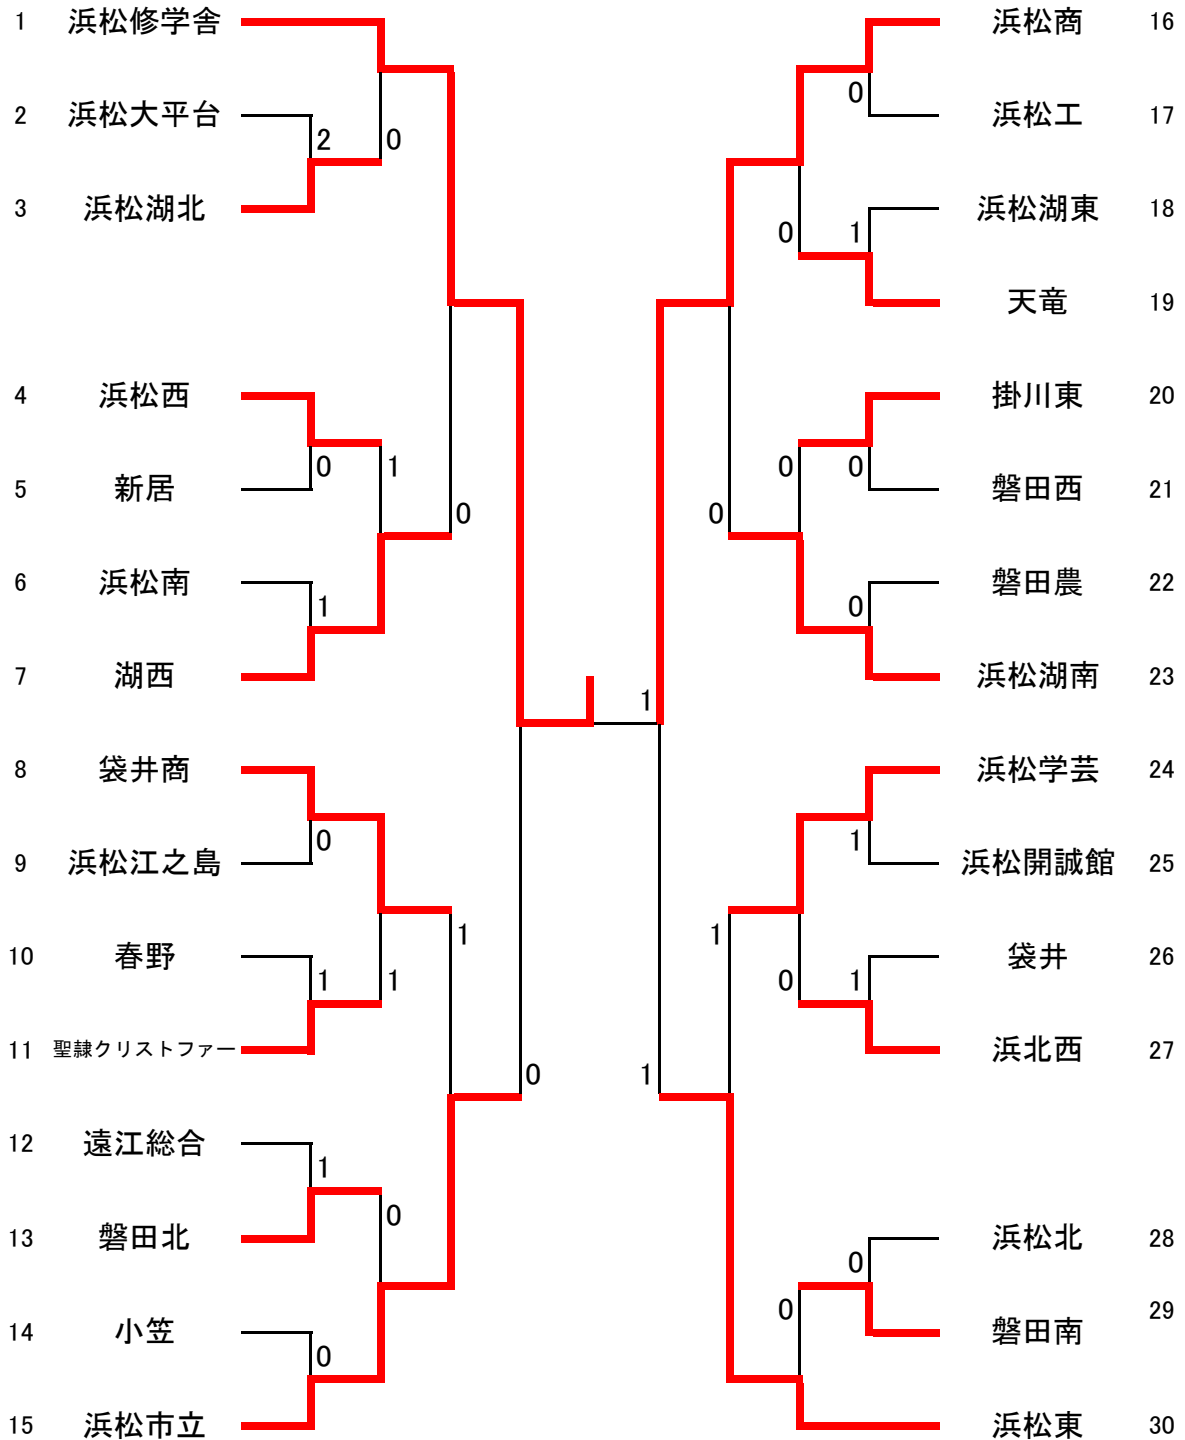 1 浜松修学舎
2 浜松大平台
3 浜松湖北
4 浜松西
5 新居
6 浜松南
7 湖西
8 袋井商
9 浜松江之島
10 春野
11 聖隷クリストファー
12 遠江総合
13 磐田北
14 小笠
15 浜松市立
2
0
0
1
0
1
0
1
1
1
0
1
0
0
浜松商 16
浜松工 17
浜松湖東 18
天竜 19
掛川東 20
磐田西 21
磐田農 22
浜松湖南 23
浜松学芸 24
浜松開誠館 25
袋井 26
浜北西 27
浜松北 28
磐田南 29
浜松東 30
0
0
1
0
0
0
0
1
1
1
0
1
1
0
0